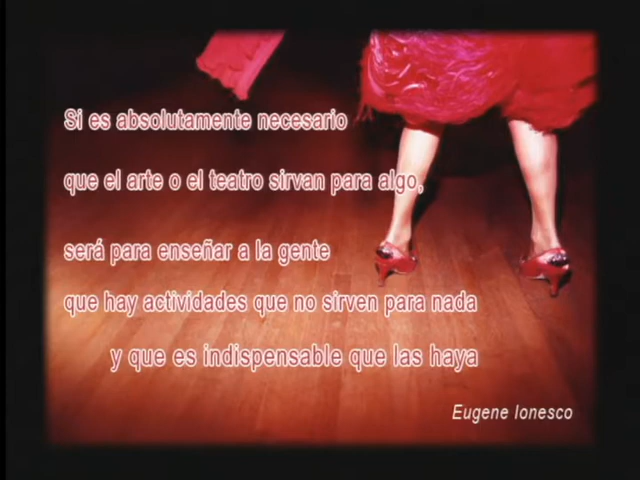 Si es absolutamente necesario
que el arte o el teatro sirvan para algo,
será para enseñar a la gente
que hay actividades que no sirven para nada
y que es indispensable que las haya
Eugene Ionesco